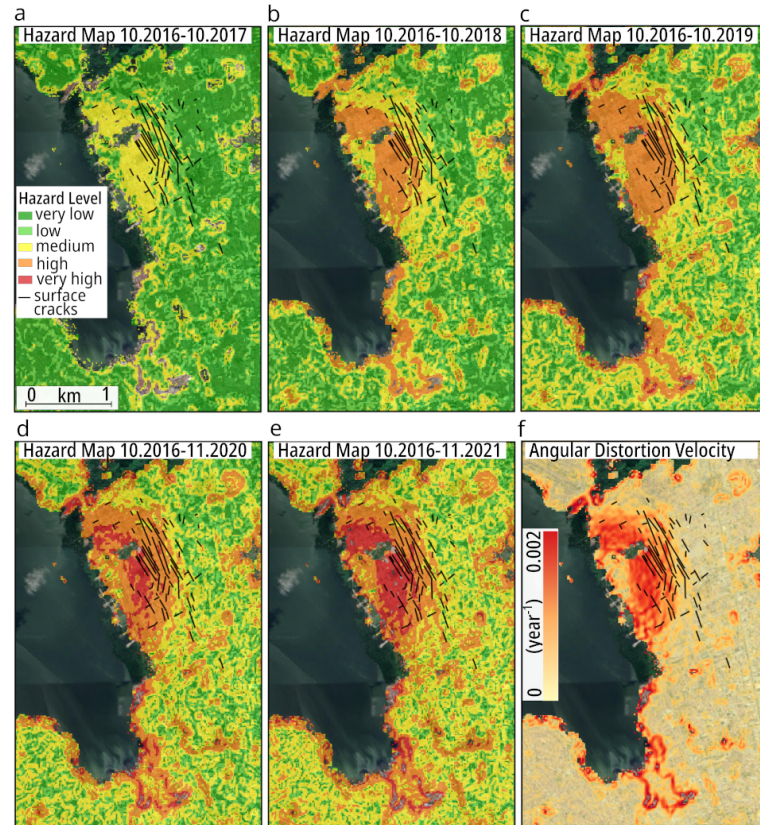 a
Hazard Map 10.2016-10.2017
b
Hazard Map 10.2016-10.2018
c
Hazard Map 10.2016-10.2019
Hazard Level
very low
low
medium
high
very high
surface
cracks
0 km 1
d
Hazard Map 10.2016-11.2020
e
Hazard Map 10.2016-11.2021
f
Angular Distortion Velocity
0 (year⁻¹) 0.002